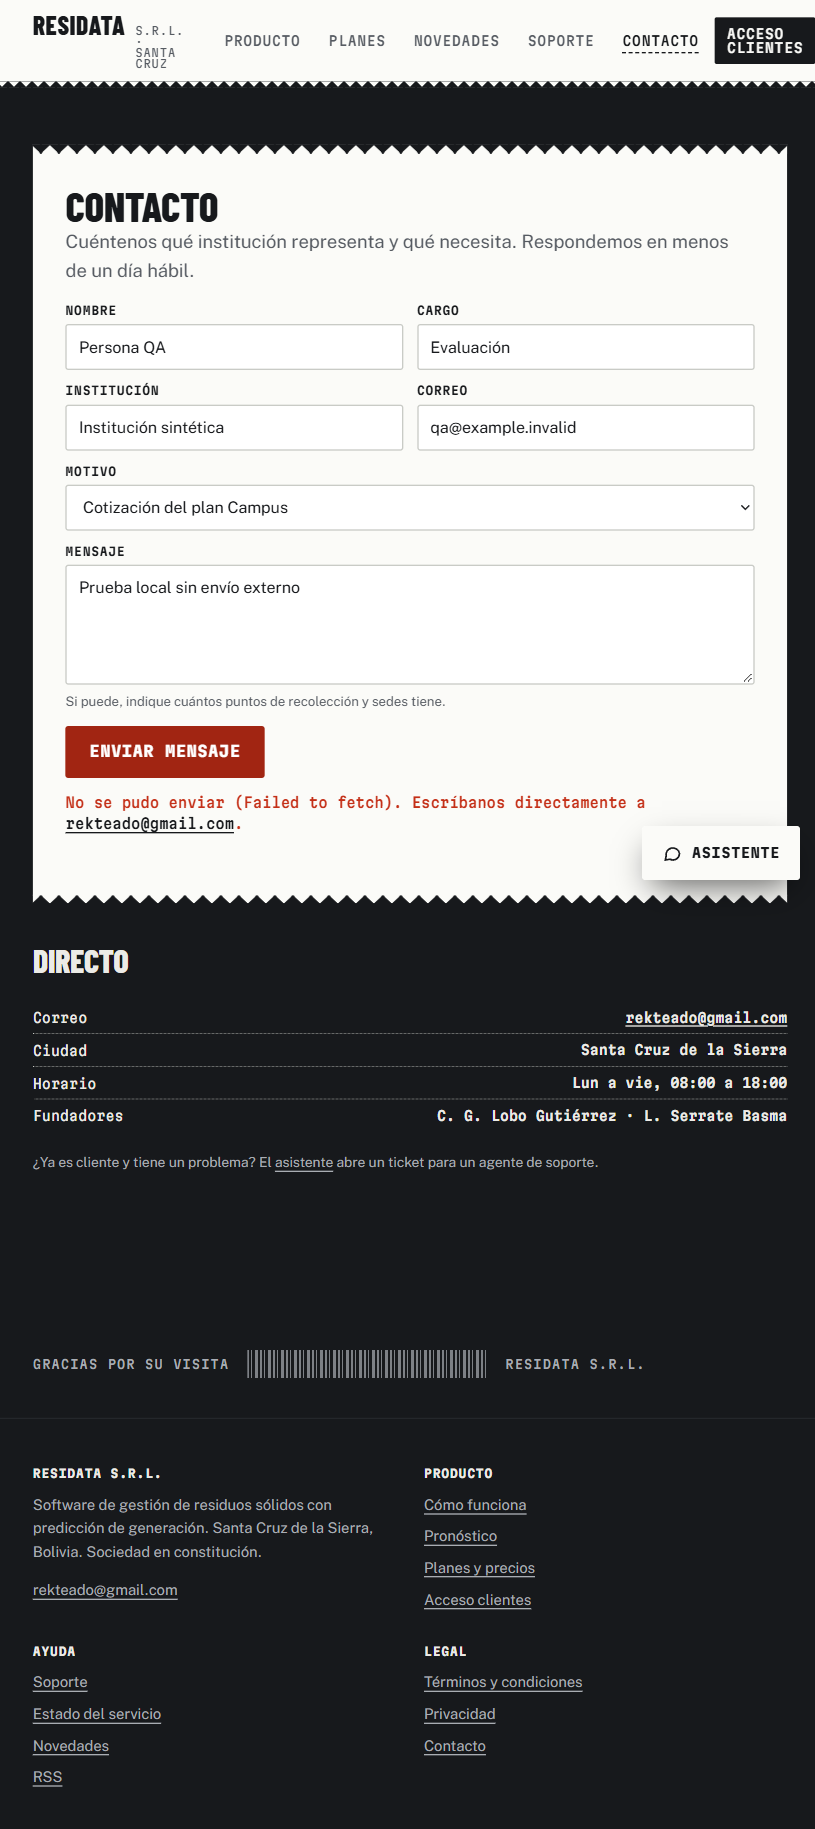 RESIDATA
S.R.L.
·
SANTA
CRUZ
PRODUCTO
PLANES
NOVEDADES
SOPORTE
CONTACTO
ACCESO
CLIENTES
CONTACTO
Cuéntenos qué institución representa y qué necesita. Respondemos en menos
de un día hábil.
NOMBRE
CARGO
Persona QA
Evaluación
INSTITUCIÓN
CORREO
Institución sintética
qa@example.invalid
MOTIVO
Cotización del plan Campus
MENSAJE
Prueba local sin envío externo
Si puede, indique cuántos puntos de recolección y sedes tiene.
ENVIAR MENSAJE
No se pudo enviar (Failed to fetch). Escríbanos directamente a
rekteado@gmail.com.
ASISTENTE
DIRECTO
Correo rekteado@gmail.com
Ciudad Santa Cruz de la Sierra
Horario Lun a vie, 08:00 a 18:00
Fundadores C. G. Lobo Gutiérrez · L. Serrate Basma
¿Ya es cliente y tiene un problema? El asistente abre un ticket para un agente de soporte.
GRACIAS POR SU VISITA RESIDATA S.R.L.
RESIDATA S.R.L.
Software de gestión de residuos sólidos con
predicción de generación. Santa Cruz de la Sierra,
Bolivia. Sociedad en constitución.
rekteado@gmail.com
PRODUCTO
Cómo funciona
Pronóstico
Planes y precios
Acceso clientes
AYUDA
Soporte
Estado del servicio
Novedades
RSS
LEGAL
Términos y condiciones
Privacidad
Contacto